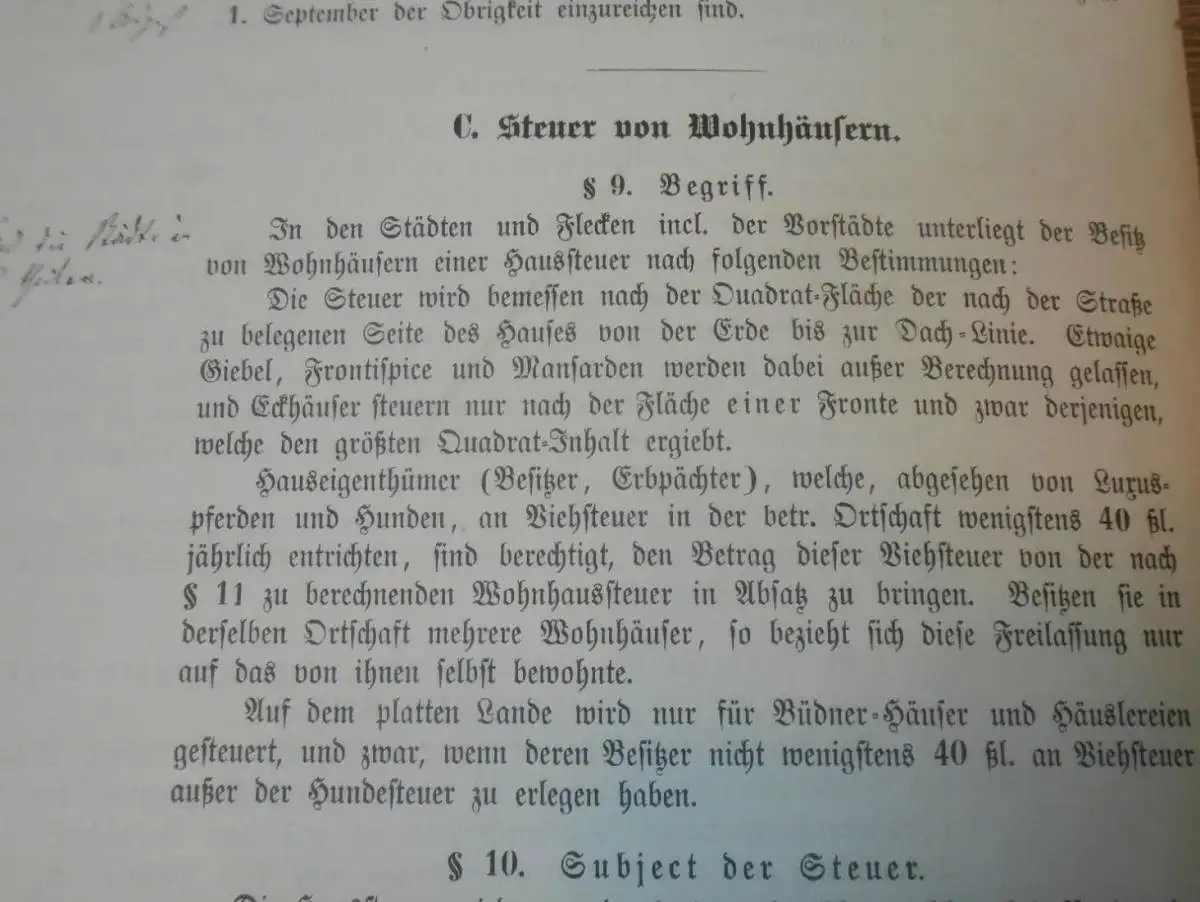 1. September der Obrigkeit einzureichen sind.
C. Steuer von Wohnhäusern.
§ 9. Begriff.
In den Städten und Flecken incl. der Vorstädte unterliegt der Besitz
von Wohnhäusern einer Haussteuer nach folgenden Bestimmungen:
Die Steuer wird bemessen nach der Quadrat-Fläche der nach der Straße
zu belegenen Seite des Hauses von der Erde bis zur Dach-Linie. Etwaige
Giebel, Frontispice und Mansarden werden dabei außer Berechnung gelassen,
und Eckhäuser steuern nur nach der Fläche einer Fronte und zwar derjenigen,
welche den größten Quadrat-Inhalt ergiebt.
Hauseigenthümer (Besitzer, Erbpächter), welche, abgesehen von Luxus-
pferden und Hunden, an Viehsteuer in der betr. Ortschaft wenigstens 40 ßl.
jährlich entrichten, sind berechtigt, den Betrag dieser Viehsteuer von der nach
§ 11 zu berechnenden Wohnhaussteuer in Absatz zu bringen. Besitzen sie in
derselben Ortschaft mehrere Wohnhäuser, so bezieht sich diese Freilassung nur
auf das von ihnen selbst bewohnte.
Auf dem platten Lande wird nur für Büdner-Häuser und Häuslereien
gesteuert, und zwar, wenn deren Besitzer nicht wenigstens 40 ßl. an Viehsteuer
außer der Hundesteuer zu erlegen haben.
§ 10. Subject der Steuer.
die Städte in